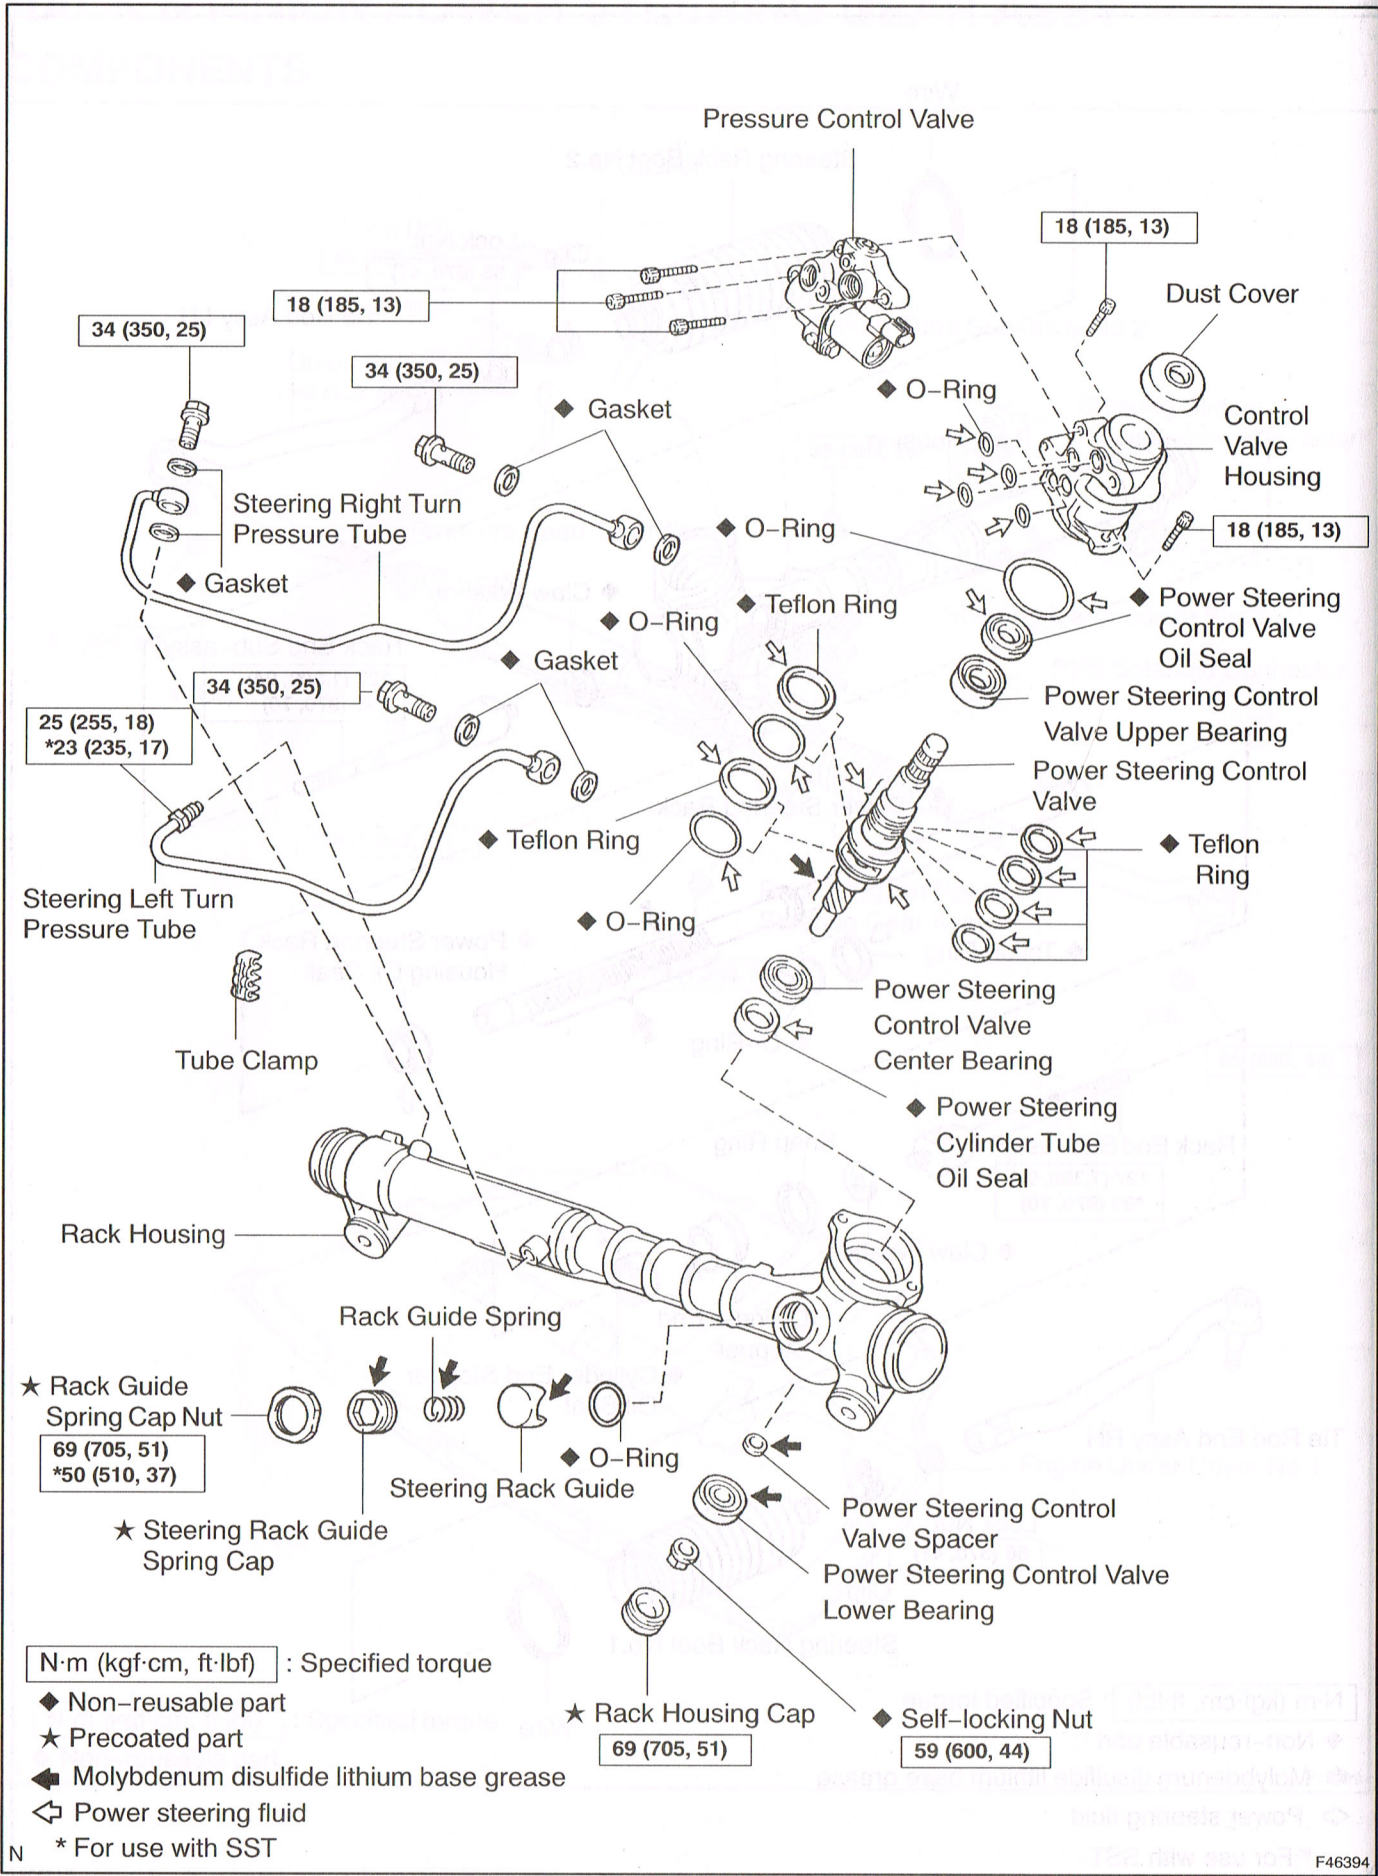 Pressure Control Valve
18 (185, 13)
Dust Cover
18 (185, 13)
34 (350, 25)
34 (350, 25)
◆ O–Ring
◆ Gasket
Control
Valve
Housing
Steering Right Turn
Pressure Tube
◆ O–Ring
18 (185, 13)
◆ Gasket
◆ Teflon Ring
◆ O–Ring
◆ Power Steering
Control Valve
Oil Seal
◆ Gasket
34 (350, 25)
Power Steering Control
Valve Upper Bearing
25 (255, 18)
*23 (235, 17)
Power Steering Control
Valve
◆ Teflon Ring
◆ Teflon
Ring
Steering Left Turn
Pressure Tube
◆ O–Ring
Power Steering
Control Valve
Center Bearing
Tube Clamp
◆ Power Steering
Cylinder Tube
Oil Seal
Rack Housing
Rack Guide Spring
★ Rack Guide
Spring Cap Nut
69 (705, 51)
*50 (510, 37)
◆ O–Ring
Steering Rack Guide
★ Steering Rack Guide
Spring Cap
Power Steering Control
Valve Spacer
Power Steering Control Valve
Lower Bearing
N·m (kgf·cm, ft·lbf) : Specified torque
◆ Non–reusable part
★ Precoated part
Molybdenum disulfide lithium base grease
Power steering fluid
* For use with SST
★ Rack Housing Cap
69 (705, 51)
◆ Self–locking Nut
59 (600, 44)
N
F46394